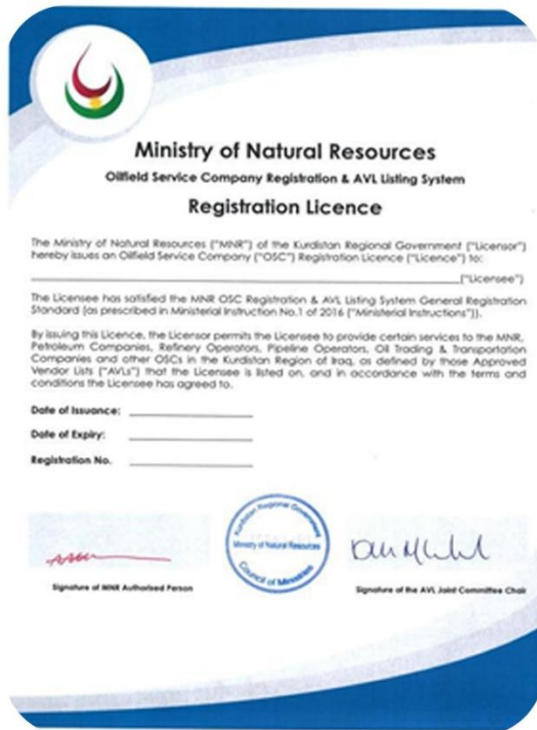 Ministry of Natural Resources
Oilfield Service Company Registration & AVL Listing System
Registration Licence
The Ministry of Natural Resources ("MNR") of the Kurdistan Regional Government ("Licensor")
hereby issues an Oilfield Service Company ("OSC") Registration Licence ("Licence") to:
("Licensee")
The Licensee has satisfied the MNR OSC Registration & AVL Listing System General Registration
Standard (as prescribed in Ministerial Instruction No.1 of 2016 ("Ministerial Instructions")).
By issuing this Licence, the Licensor permits the Licensee to provide certain services to the MNR,
Petroleum Companies, Refinery Operators, Pipeline Operators, Oil Trading & Transportation
Companies and other OSCs in the Kurdistan Region of Iraq, as defined by those Approved
Vendor Lists ("AVLs") that the Licensee is listed on, and in accordance with the terms and
conditions the Licensee has agreed to.
Date of Issuance:
Date of Expiry:
Registration No.
Kurdistan Regional Government
Ministry of Natural Resources
Council of Ministries
Signature of MNR Authorised Person
Signature of the AVL Joint Committee Chair